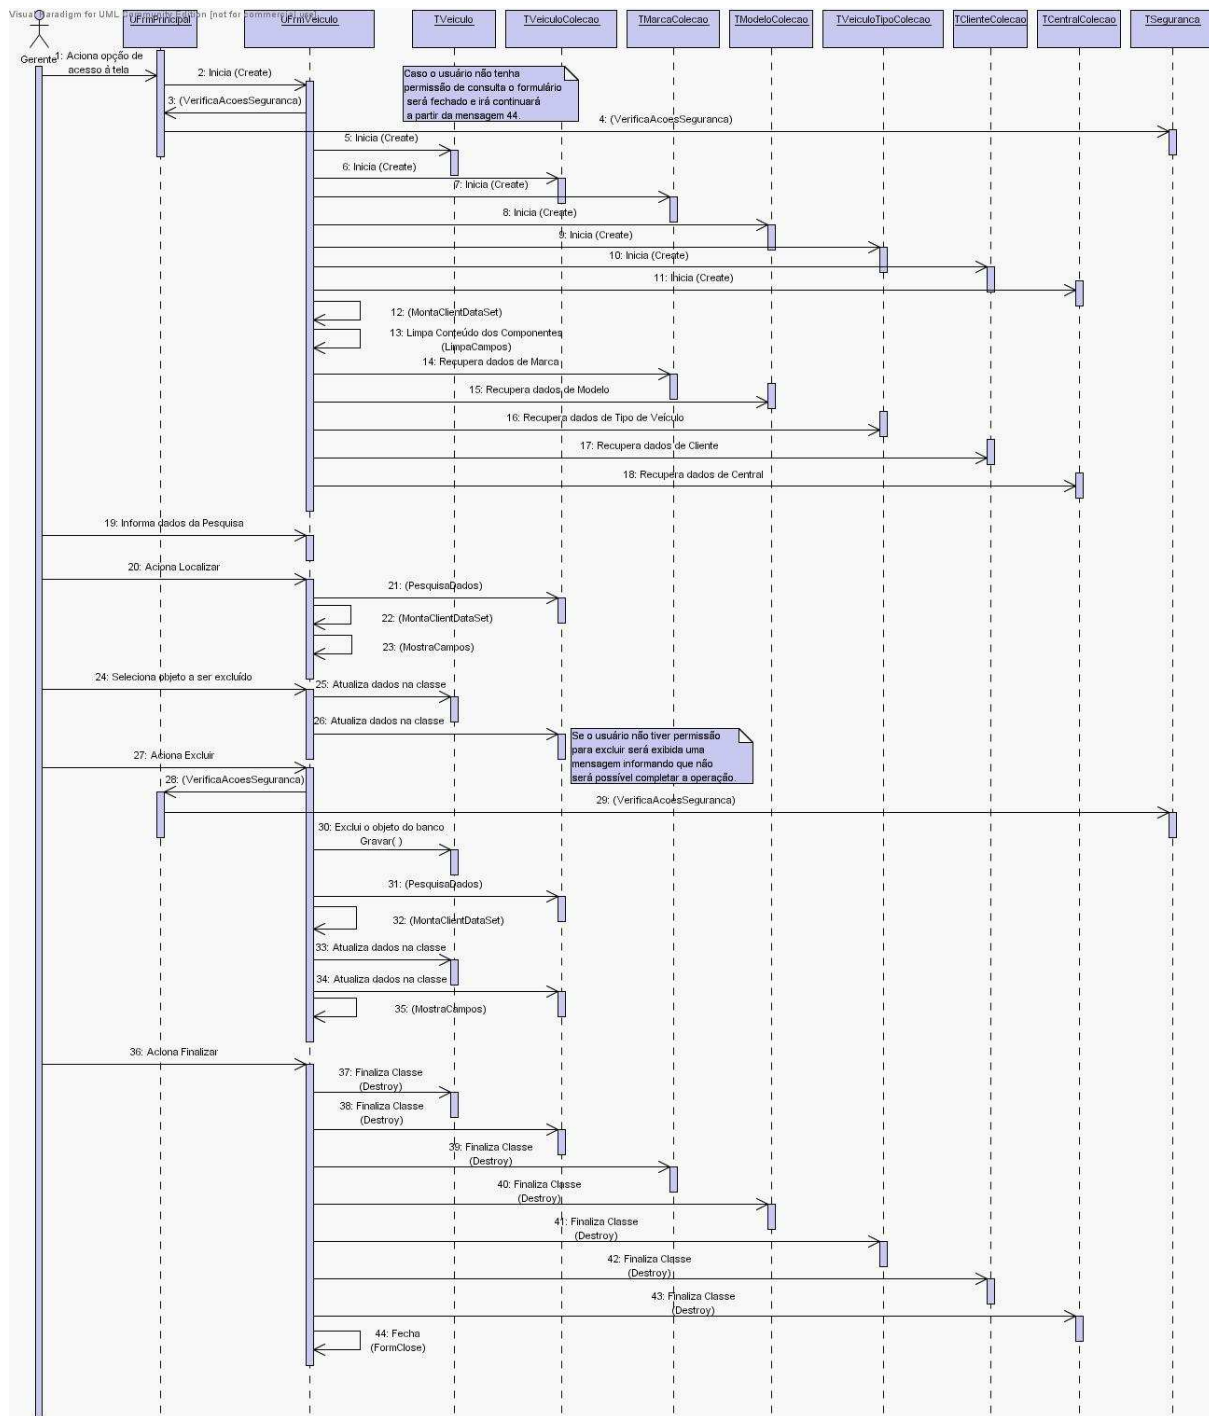 Visual Paradigm for UML Community Edition [not for commercial use]
UFrmPrincipal
UFrmVeiculo
TVeiculo
TVeiculoColecao
TMarcaColecao
TModeloColecao
TVeiculoTipoColecao
TClienteColecao
TCentralColecao
TSeguranca
Gerente
1: Aciona opção de
acesso à tela
2: Inicia (Create)
Caso o usuário não tenha
permissão de consulta o formulário
será fechado e irá continuará
a partir da mensagem 44.
3: (VerificaAcoesSeguranca)
4: (VerificaAcoesSeguranca)
5: Inicia (Create)
6: Inicia (Create)
7: Inicia (Create)
8: Inicia (Create)
9: Inicia (Create)
10: Inicia (Create)
11: Inicia (Create)
12: (MontaClientDataSet)
13: Limpa Conteúdo dos Componentes
(LimpaCampos)
14: Recupera dados de Marca
15: Recupera dados de Modelo
16: Recupera dados de Tipo de Veículo
17: Recupera dados de Cliente
18: Recupera dados de Central
19: Informa dados da Pesquisa
20: Aciona Localizar
21: (PesquisaDados)
22: (MontaClientDataSet)
23: (MostraCampos)
24: Seleciona objeto a ser excluído
25: Atualiza dados na classe
26: Atualiza dados na classe
Se o usuário não tiver permissão
para excluir será exibida uma
mensagem informando que não
será possível completar a operação.
27: Aciona Excluir
28: (VerificaAcoesSeguranca)
29: (VerificaAcoesSeguranca)
30: Exclui o objeto do banco
Gravar( )
31: (PesquisaDados)
32: (MontaClientDataSet)
33: Atualiza dados na classe
34: Atualiza dados na classe
35: (MostraCampos)
36: Aciona Finalizar
37: Finaliza Classe
(Destroy)
38: Finaliza Classe
(Destroy)
39: Finaliza Classe
(Destroy)
40: Finaliza Classe
(Destroy)
41: Finaliza Classe
(Destroy)
42: Finaliza Classe
(Destroy)
43: Finaliza Classe
(Destroy)
44: Fecha
(FormClose)